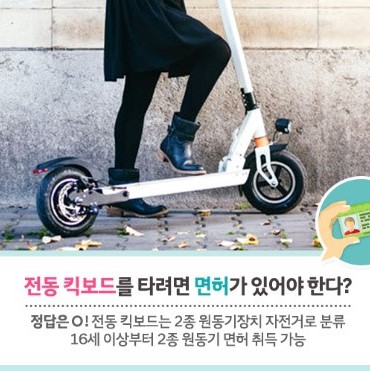 전동 킥보드를 타려면 면허가 있어야 한다?
정답은 O! 전동 킥보드는 2종 원동기장치 자전거로 분류
16세 이상부터 2종 원동기 면허 취득 가능